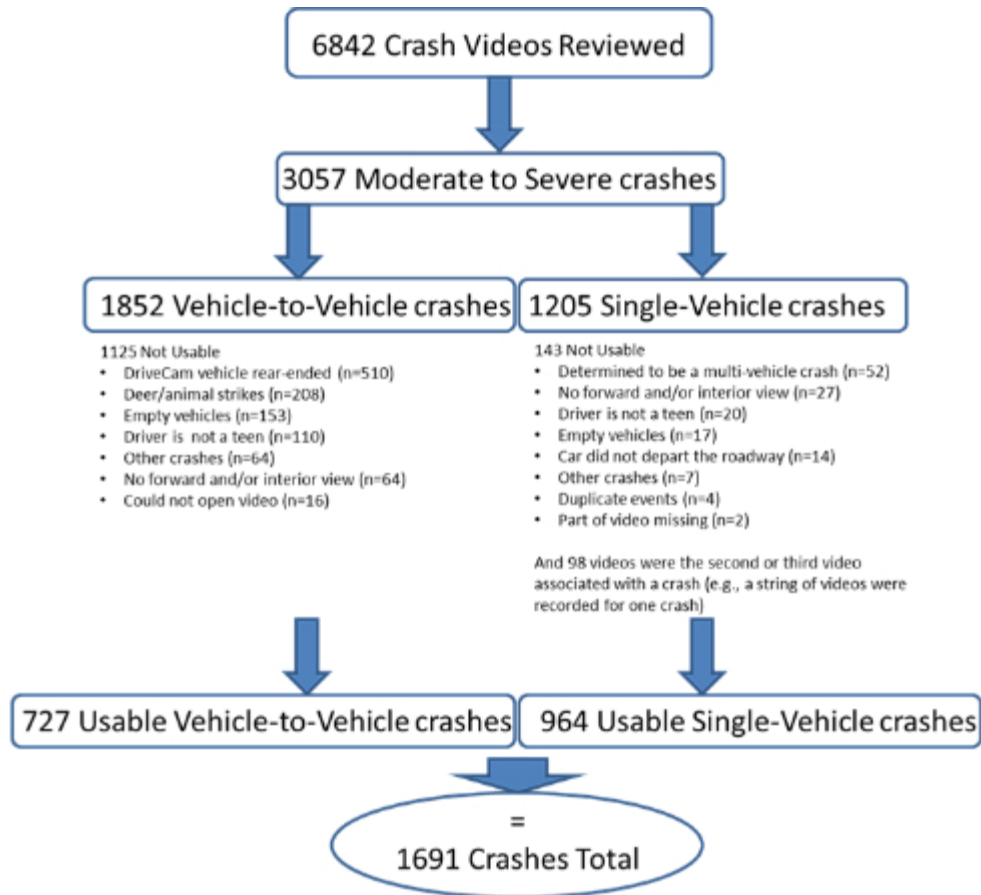 6842 Crash Videos Reviewed
3057 Moderate to Severe crashes
1852 Vehicle-to-Vehicle crashes
1125 Not Usable
• DriveCam vehicle rear-ended (n=510)
• Deer/animal strikes (n=208)
• Empty vehicles (n=153)
• Driver is not a teen (n=110)
• Other crashes (n=64)
• No forward and/or interior view (n=64)
• Could not open video (n=16)
1205 Single-Vehicle crashes
143 Not Usable
• Determined to be a multi-vehicle crash (n=52)
• No forward and/or interior view (n=27)
• Driver is not a teen (n=20)
• Empty vehicles (n=17)
• Car did not depart the roadway (n=14)
• Other crashes (n=7)
• Duplicate events (n=4)
• Part of video missing (n=2)
And 98 videos were the second or third video
associated with a crash (e.g., a string of videos were
recorded for one crash)
727 Usable Vehicle-to-Vehicle crashes
964 Usable Single-Vehicle crashes
=
1691 Crashes Total